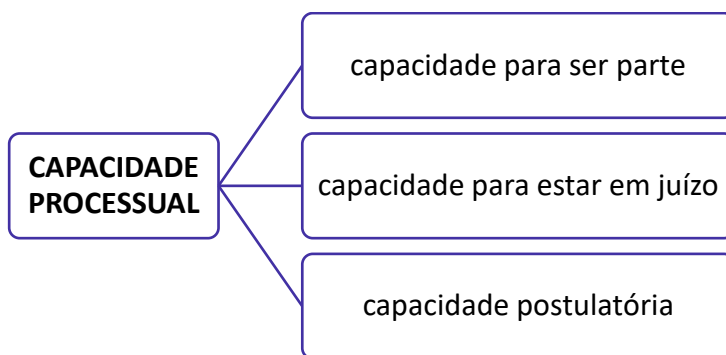 CAPACIDADE
PROCESSUAL
capacidade para ser parte
capacidade para estar em juízo
capacidade postulatória